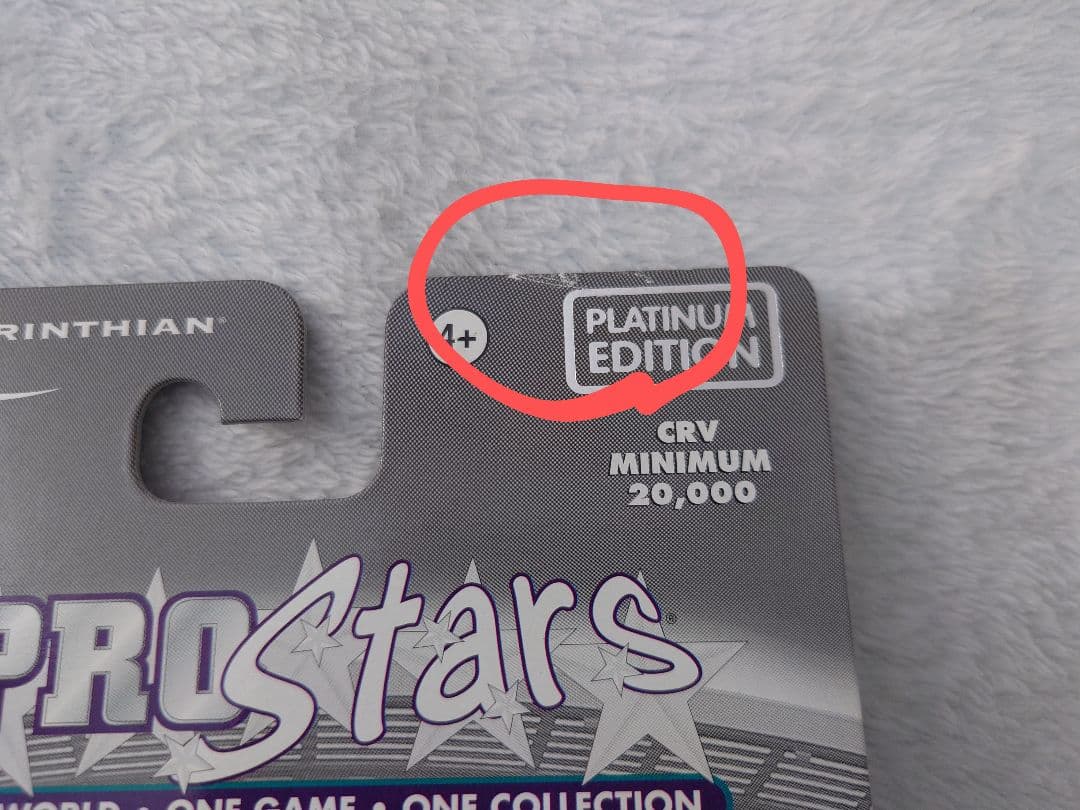 RINTHIAN
4+
PLATINUM
EDITION
CRV
MINIMUM
20,000
PROStars®
WORLD • ONE GAME • ONE COLLECTION